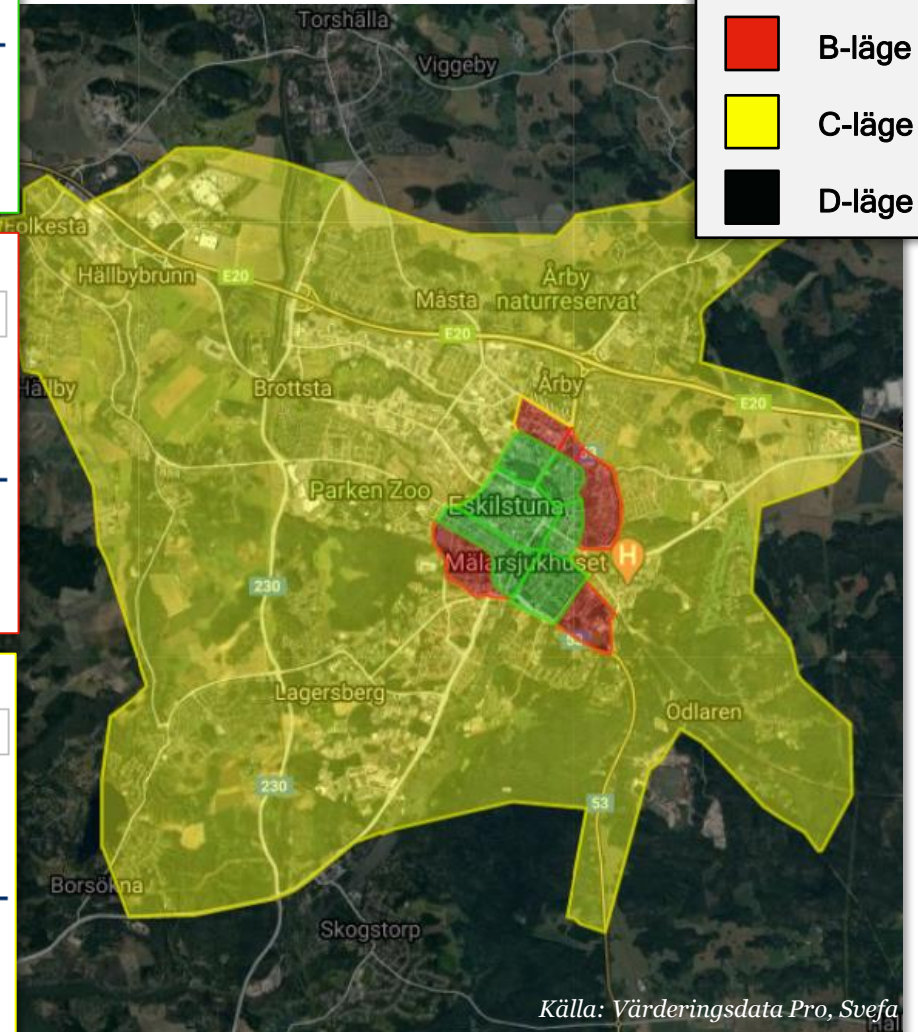 Torshälla
Viggeby
B-läge
C-läge
D-läge
Folkesta
Hällbybrunn
E20
Årby
naturreservat
Måsta
E20
Hällby
Brottsta
Årby
E20
Parken Zoo
Eskilstuna
Mälarsjukhuset
H
230
Lagersberg
Odlaren
230
53
Borsökna
Skogstorp
Källa: Värderingsdata Pro, Svefa